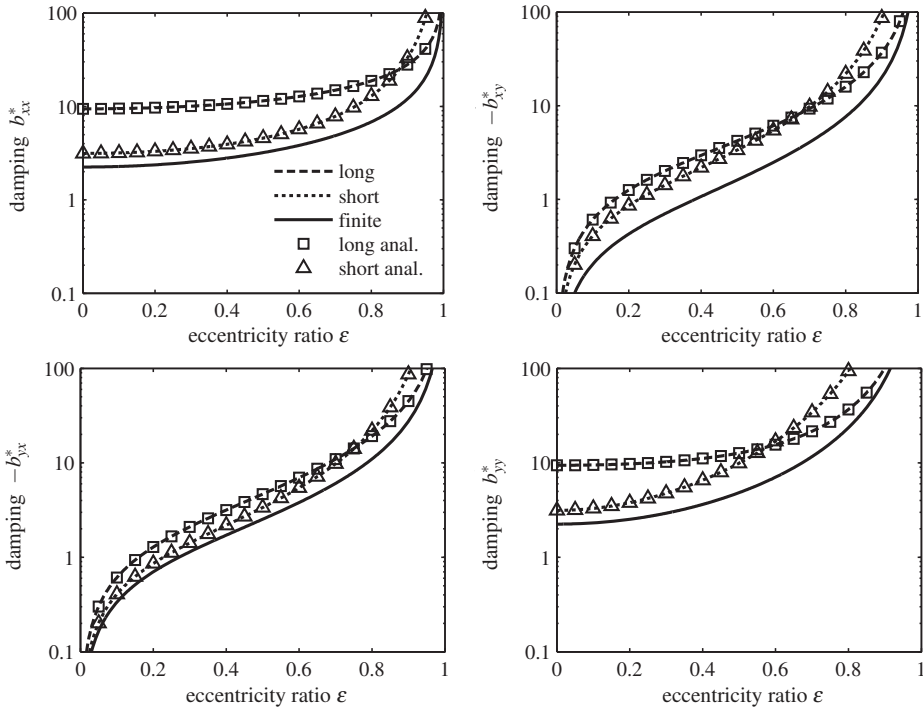 100
10
1
0.1
damping b*xx
0 0.2 0.4 0.6 0.8 1
eccentricity ratio ε
long
short
finite
long anal.
short anal.
100
10
1
0.1
damping −b*xy
0 0.2 0.4 0.6 0.8 1
eccentricity ratio ε
100
10
1
0.1
damping −b*yx
0 0.2 0.4 0.6 0.8 1
eccentricity ratio ε
100
10
1
0.1
damping b*yy
0 0.2 0.4 0.6 0.8 1
eccentricity ratio ε